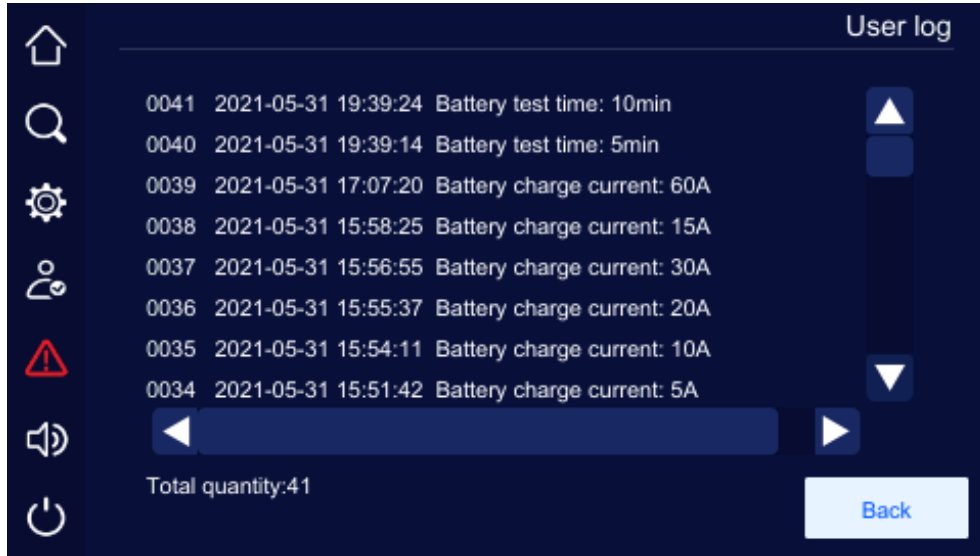 User log
0041 2021-05-31 19:39:24 Battery test time: 10min
0040 2021-05-31 19:39:14 Battery test time: 5min
0039 2021-05-31 17:07:20 Battery charge current: 60A
0038 2021-05-31 15:58:25 Battery charge current: 15A
0037 2021-05-31 15:56:55 Battery charge current: 30A
0036 2021-05-31 15:55:37 Battery charge current: 20A
0035 2021-05-31 15:54:11 Battery charge current: 10A
0034 2021-05-31 15:51:42 Battery charge current: 5A
Total quantity:41
Back